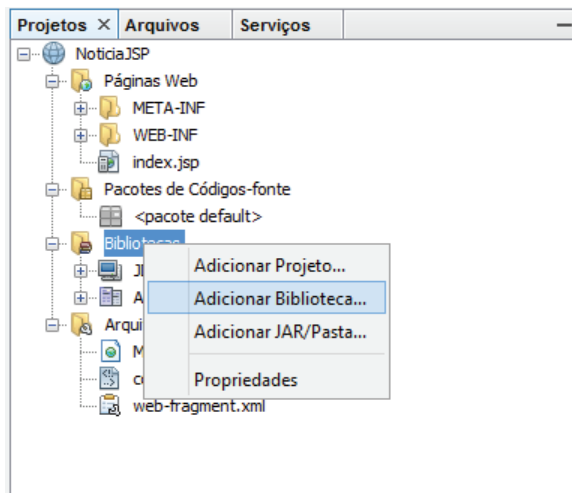 Projetos × Arquivos Serviços
NoticiaJSP
Páginas Web
META-INF
WEB-INF
index.jsp
Pacotes de Códigos-fonte
<pacote default>
Bibliotecas
Adicionar Projeto...
Adicionar Biblioteca...
Adicionar JAR/Pasta...
Propriedades
web-fragment.xml